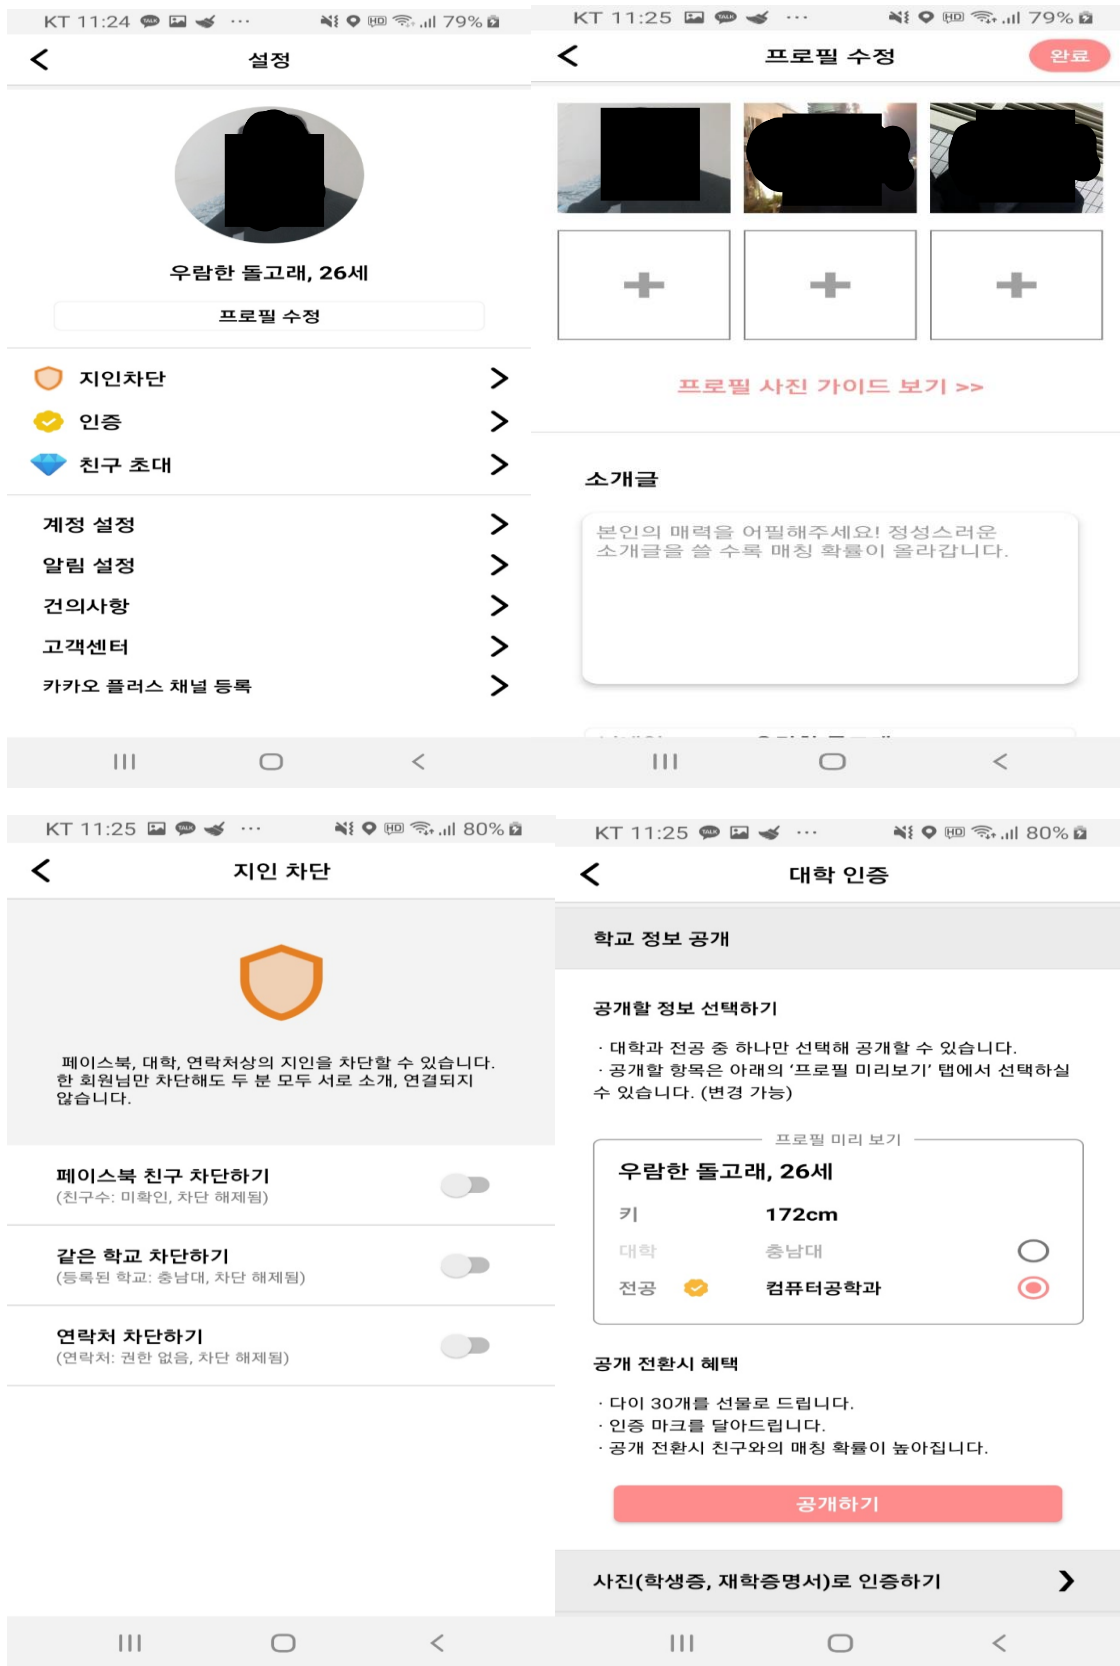 KT 11:24 TALK ··· HD 79%
설정
우람한 돌고래, 26세
프로필 수정
지인차단
인증
친구 초대
계정 설정
알림 설정
건의사항
고객센터
카카오 플러스 채널 등록
KT 11:25 TALK ··· HD 79%
프로필 수정
완료
프로필 사진 가이드 보기 >>
소개글
본인의 매력을 어필해주세요! 정성스러운
소개글을 쓸 수록 매칭 확률이 올라갑니다.
KT 11:25 TALK ··· HD 80%
지인 차단
페이스북, 대학, 연락처상의 지인을 차단할 수 있습니다.
한 회원님만 차단해도 두 분 모두 서로 소개, 연결되지
않습니다.
페이스북 친구 차단하기
(친구수: 미확인, 차단 해제됨)
같은 학교 차단하기
(등록된 학교: 충남대, 차단 해제됨)
연락처 차단하기
(연락처: 권한 없음, 차단 해제됨)
KT 11:25 TALK ··· HD 80%
대학 인증
학교 정보 공개
공개할 정보 선택하기
· 대학과 전공 중 하나만 선택해 공개할 수 있습니다.
· 공개할 항목은 아래의 ‘프로필 미리보기’ 탭에서 선택하실
수 있습니다. (변경 가능)
프로필 미리 보기
우람한 돌고래, 26세
키 172cm
대학 충남대
전공 컴퓨터공학과
공개 전환시 혜택
· 다이 30개를 선물로 드립니다.
· 인증 마크를 달아드립니다.
· 공개 전환시 친구와의 매칭 확률이 높아집니다.
공개하기
사진(학생증, 재학증명서)로 인증하기